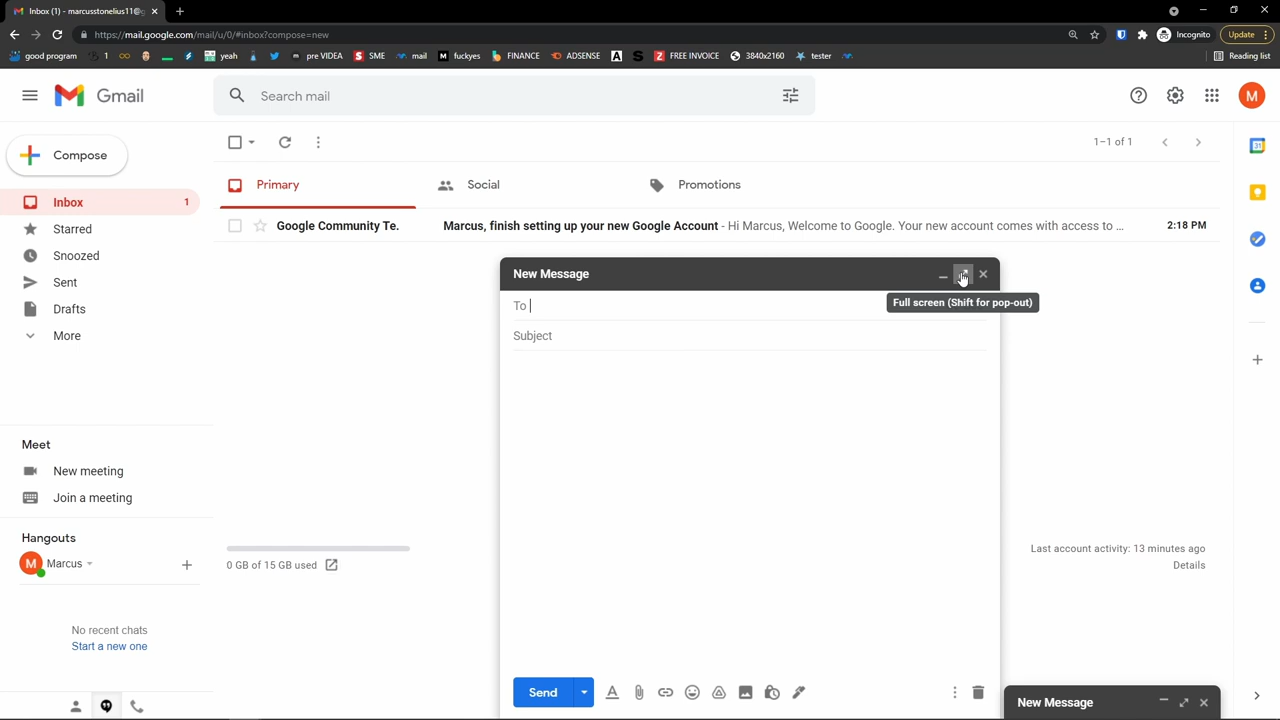 Inbox (1) - marcusstonelius11@g
https://mail.google.com/mail/u/0/#inbox?compose=new
Incognito
Update
good program
1
yeah
pre VIDEA
SME
mail
fuckyes
FINANCE
ADSENSE
FREE INVOICE
3840x2160
tester
Reading list
Gmail
Search mail
M
Compose
1–1 of 1
31
Primary
Social
Promotions
Inbox 1
Starred
Snoozed
Sent
Drafts
More
Google Community Te. Marcus, finish setting up your new Google Account - Hi Marcus, Welcome to Google. Your new account comes with access to ... 2:18 PM
New Message
Full screen (Shift for pop-out)
To
Subject
Meet
New meeting
Join a meeting
Hangouts
M Marcus
No recent chats
Start a new one
0 GB of 15 GB used
Last account activity: 13 minutes ago
Details
Send
New Message